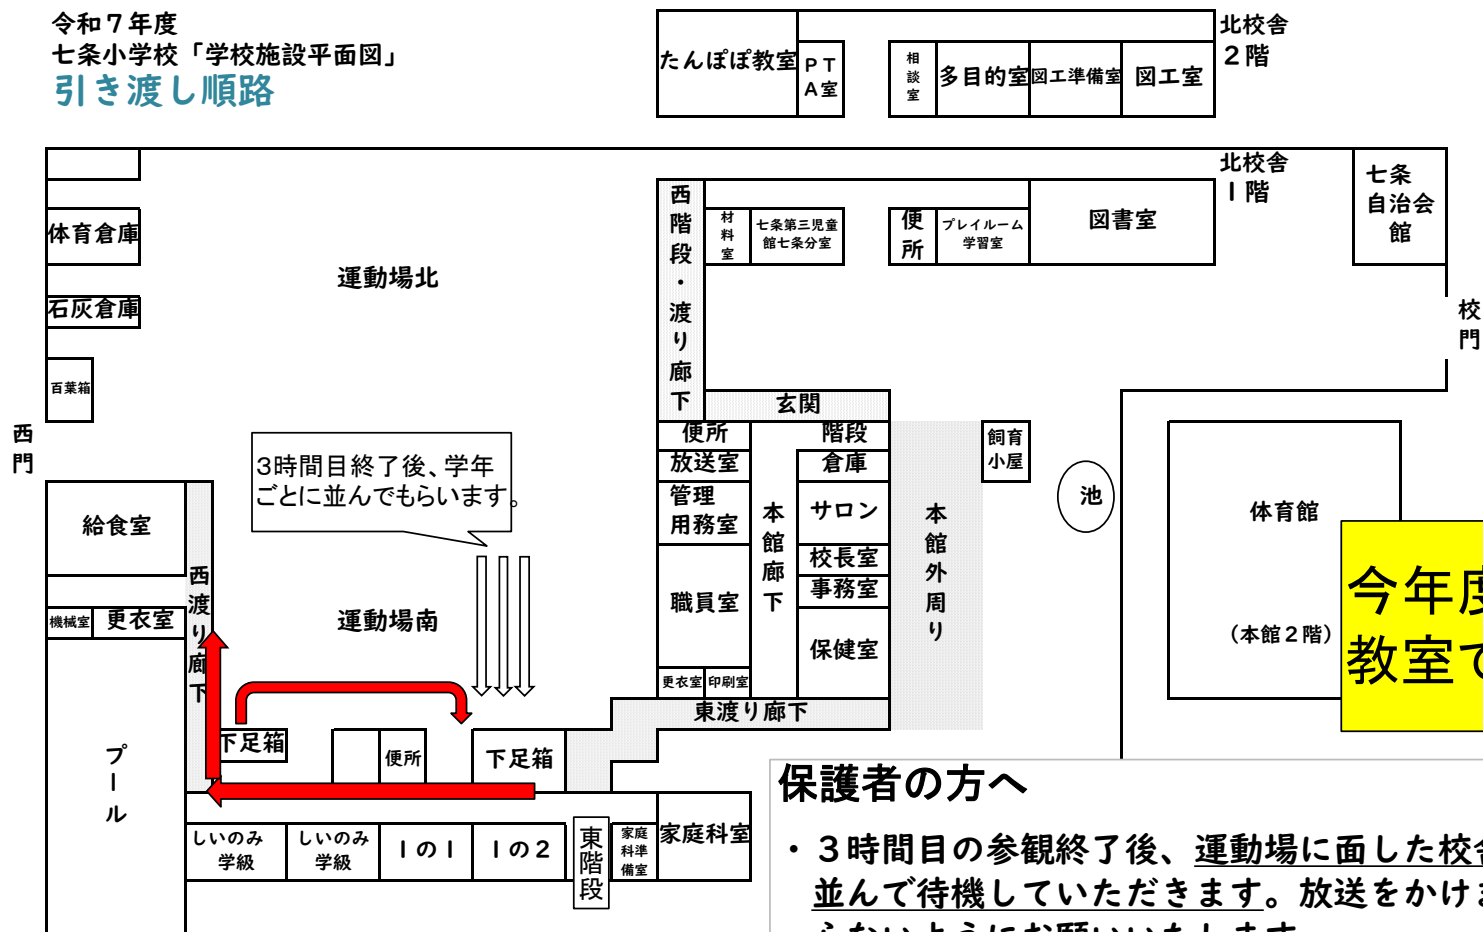 令和７年度
七条小学校「学校施設平面図」
引き渡し順路
たんぽぽ教室
ＰＴ
Ａ室
相
談
室
多目的室
図工準備室
図工室
北校舎
２階
体育倉庫
石灰倉庫
百葉箱
西
門
運動場北
西
階
段
・
渡
り
廊
下
材
料
室
七条第三児童
館七条分室
便
所
プレイルーム
学習室
図書室
北校舎
１階
七条
自治会
館
校
門
玄関
便所
放送室
管理
用務室
職員室
更衣室
印刷室
本
館
廊
下
階段
倉庫
サロン
校長室
事務室
保健室
本
館
外
周
り
飼育
小屋
池
体育館
（本館２階）
今年度
教室で
3時間目終了後、学年
ごとに並んでもらいます。
給食室
機械室
更衣室
西
渡
り
廊
下
運動場南
東渡り廊下
プ
ー
ル
下足箱
便所
下足箱
しいのみ
学級
しいのみ
学級
１の１
１の２
東
階
段
家庭
科準
備室
家庭科室
保護者の方へ
・３時間目の参観終了後、運動場に面した校舎
並んで待機していただきます。放送をかけま
らないようにお願いいたします